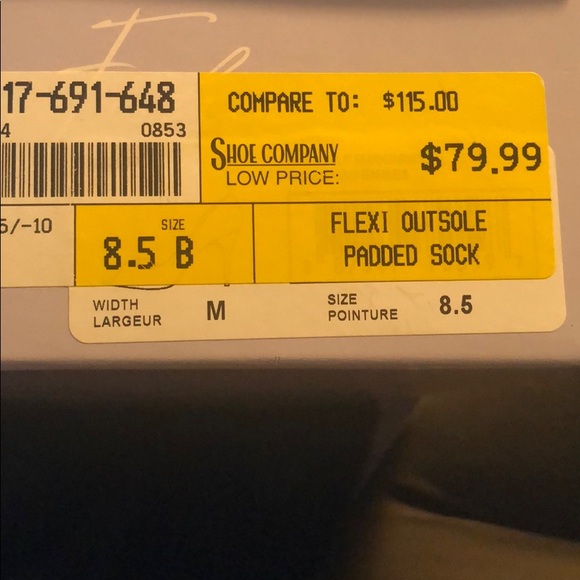 17-691-648
4 0853
COMPARE TO: $115.00
SHOE COMPANY
LOW PRICE: $79.99
5/-10
SIZE
8.5 B
FLEXI OUTSOLE
PADDED SOCK
WIDTH
LARGEUR M
SIZE
POINTURE 8.5